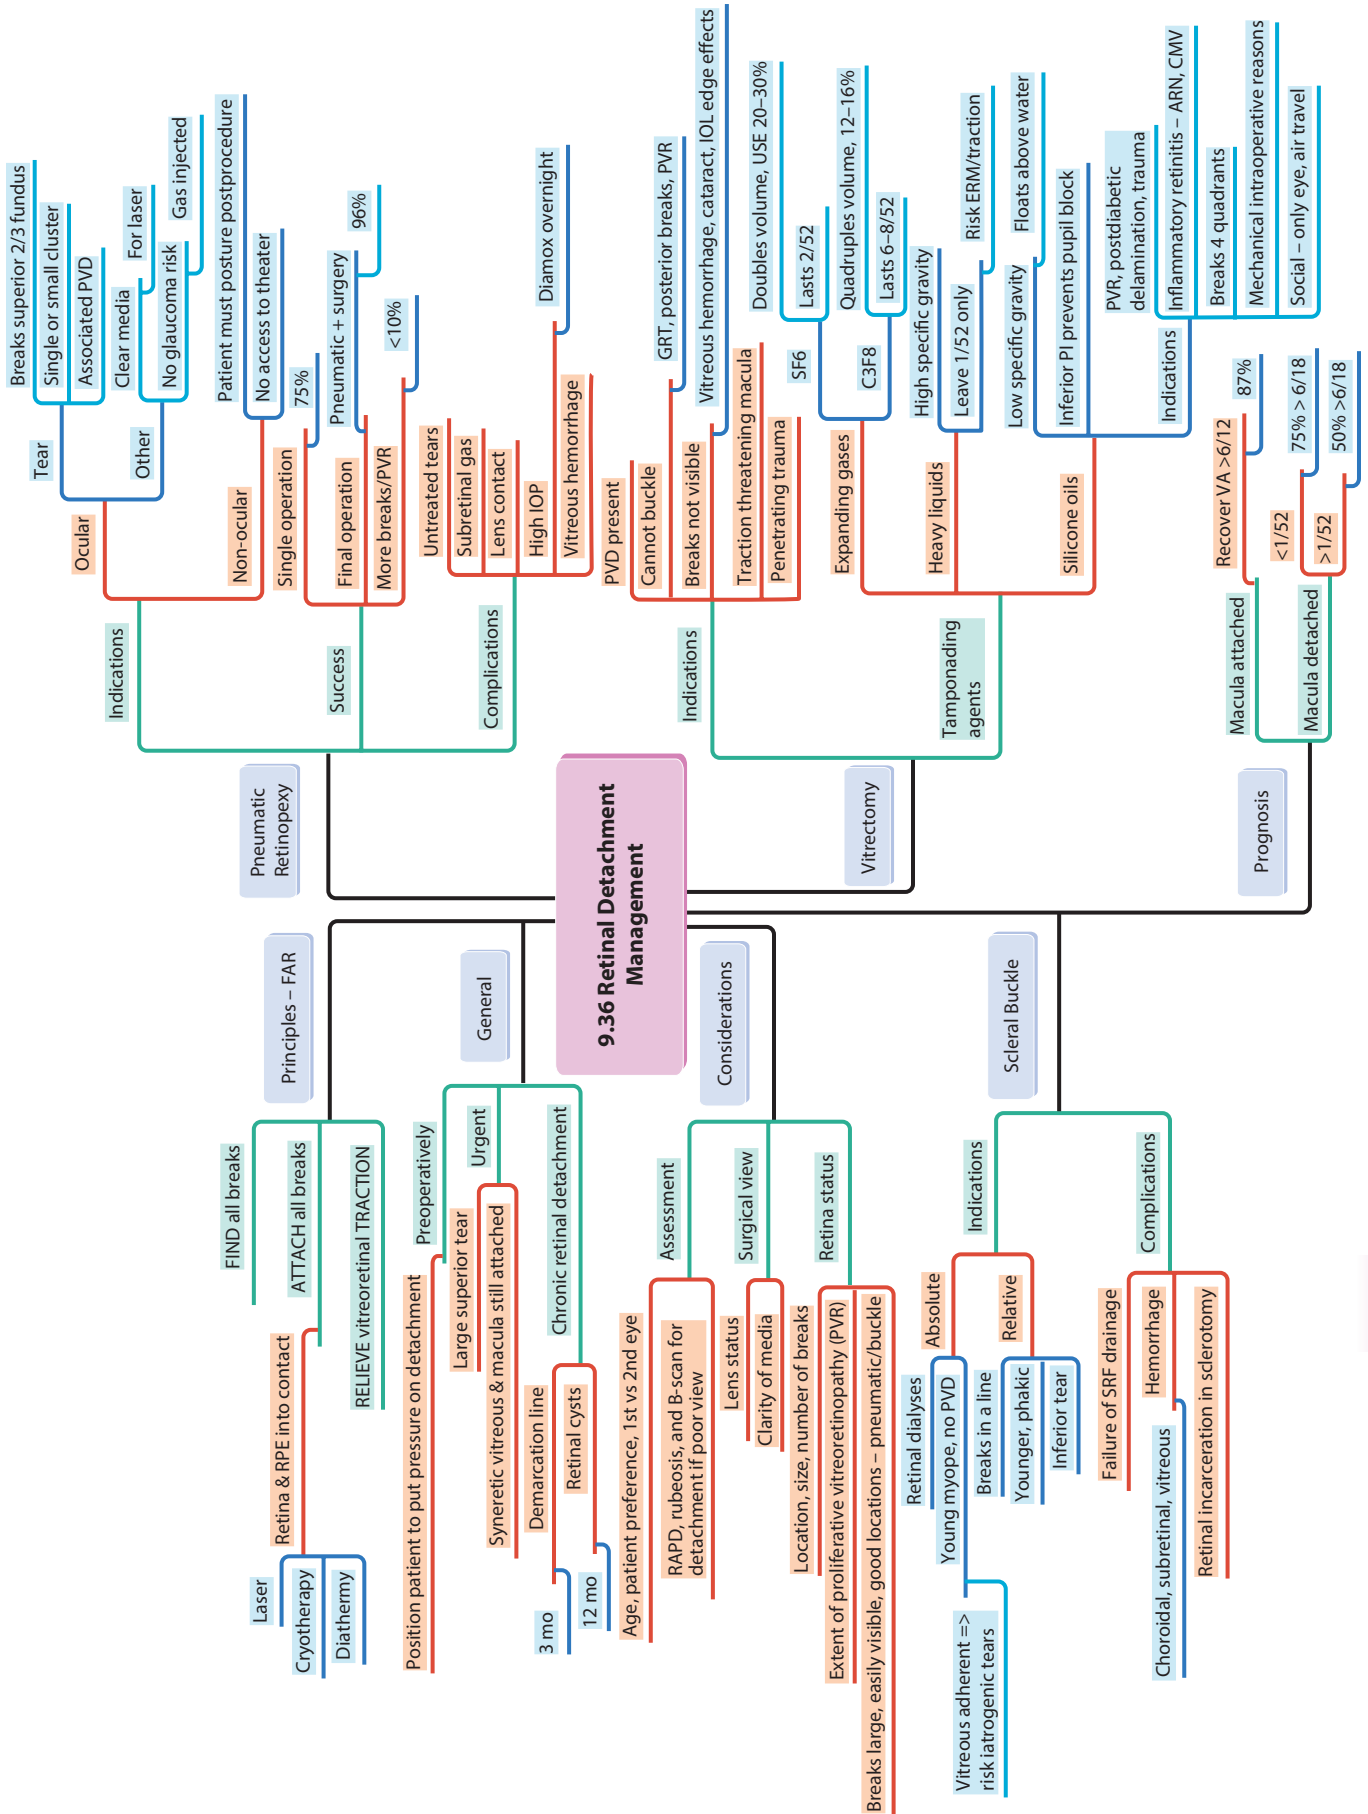 9.36 Retinal Detachment
Management
Principles – FAR
FIND all breaks
ATTACH all breaks
Retina & RPE into contact
Laser
Cryotherapy
Diathermy
RELIEVE vitreoretinal TRACTION
General
Preoperatively
Position patient to put pressure on detachment
Urgent
Large superior tear
Syneretic vitreous & macula still attached
Chronic retinal detachment
Demarcation line
3 mo
Retinal cysts
12 mo
Considerations
Assessment
Age, patient preference, 1st vs 2nd eye
RAPD, rubeosis, and B-scan for
detachment if poor view
Surgical view
Lens status
Clarity of media
Retina status
Location, size, number of breaks
Extent of proliferative vitreoretinopathy (PVR)
Breaks large, easily visible, good locations – pneumatic/buckle
Scleral Buckle
Indications
Absolute
Retinal dialyses
Young myope, no PVD
Vitreous adherent =>
risk iatrogenic tears
Relative
Breaks in a line
Younger, phakic
Inferior tear
Complications
Failure of SRF drainage
Hemorrhage
Choroidal, subretinal, vitreous
Retinal incarceration in sclerotomy
Pneumatic
Retinopexy
Indications
Ocular
Tear
Breaks superior 2/3 fundus
Single or small cluster
Associated PVD
Other
Clear media
For laser
No glaucoma risk
Gas injected
Non-ocular
Patient must posture postprocedure
No access to theater
Success
Single operation
75%
Final operation
Pneumatic + surgery
96%
More breaks/PVR
<10%
Complications
Untreated tears
Subretinal gas
Lens contact
High IOP
Diamox overnight
Vitreous hemorrhage
Vitrectomy
Indications
PVD present
Cannot buckle
GRT, posterior breaks, PVR
Breaks not visible
Vitreous hemorrhage, cataract, IOL edge effects
Traction threatening macula
Penetrating trauma
Tamponading
agents
Expanding gases
SF6
Doubles volume, USE 20–30%
Lasts 2/52
C3F8
Quadruples volume, 12–16%
Lasts 6–8/52
Heavy liquids
High specific gravity
Leave 1/52 only
Risk ERM/traction
Silicone oils
Low specific gravity
Floats above water
Inferior PI prevents pupil block
Indications
PVR, postdiabetic
delamination, trauma
Inflammatory retinitis – ARN, CMV
Breaks 4 quadrants
Mechanical intraoperative reasons
Social – only eye, air travel
Prognosis
Macula attached
Recover VA >6/12
87%
Macula detached
<1/52
75% > 6/18
>1/52
50% >6/18